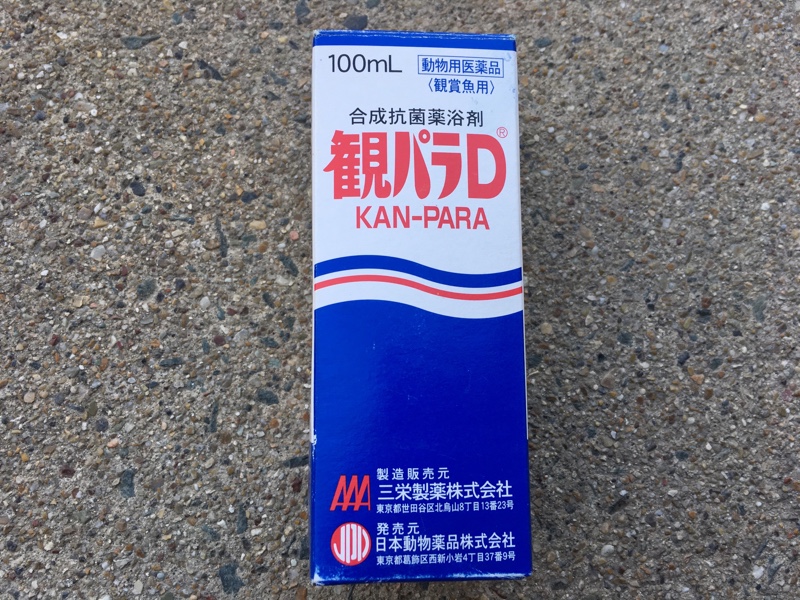 100mL 動物用医薬品
〈観賞魚用〉
合成抗菌薬浴剤
観パラD®
KAN-PARA
製造販売元
三栄製薬株式会社
東京都世田谷区北烏山8丁目13番23号
発売元
日本動物薬品株式会社
東京都葛飾区西新小岩4丁目37番9号